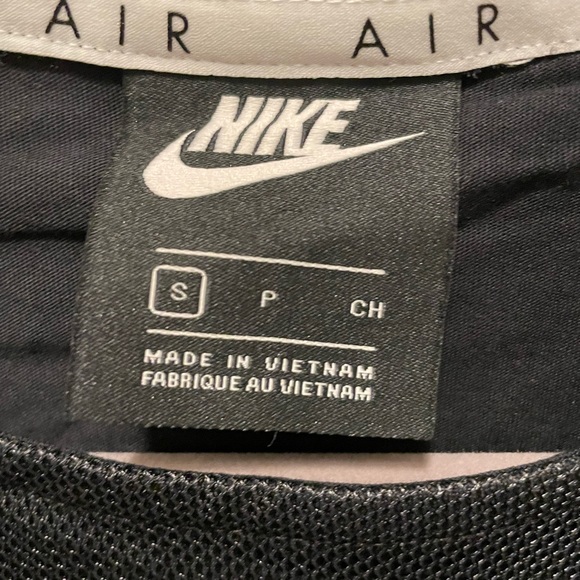 AIR AIR
NIKE
S P CH
MADE IN VIETNAM
FABRIQUE AU VIETNAM